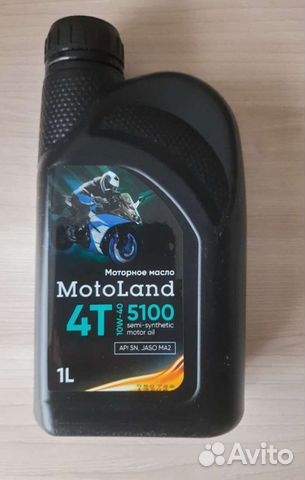 Моторное масло
MotoLand
4T 10W-40 5100
semi-synthetic
motor oil
API SN, JASO MA2
1L
Avito